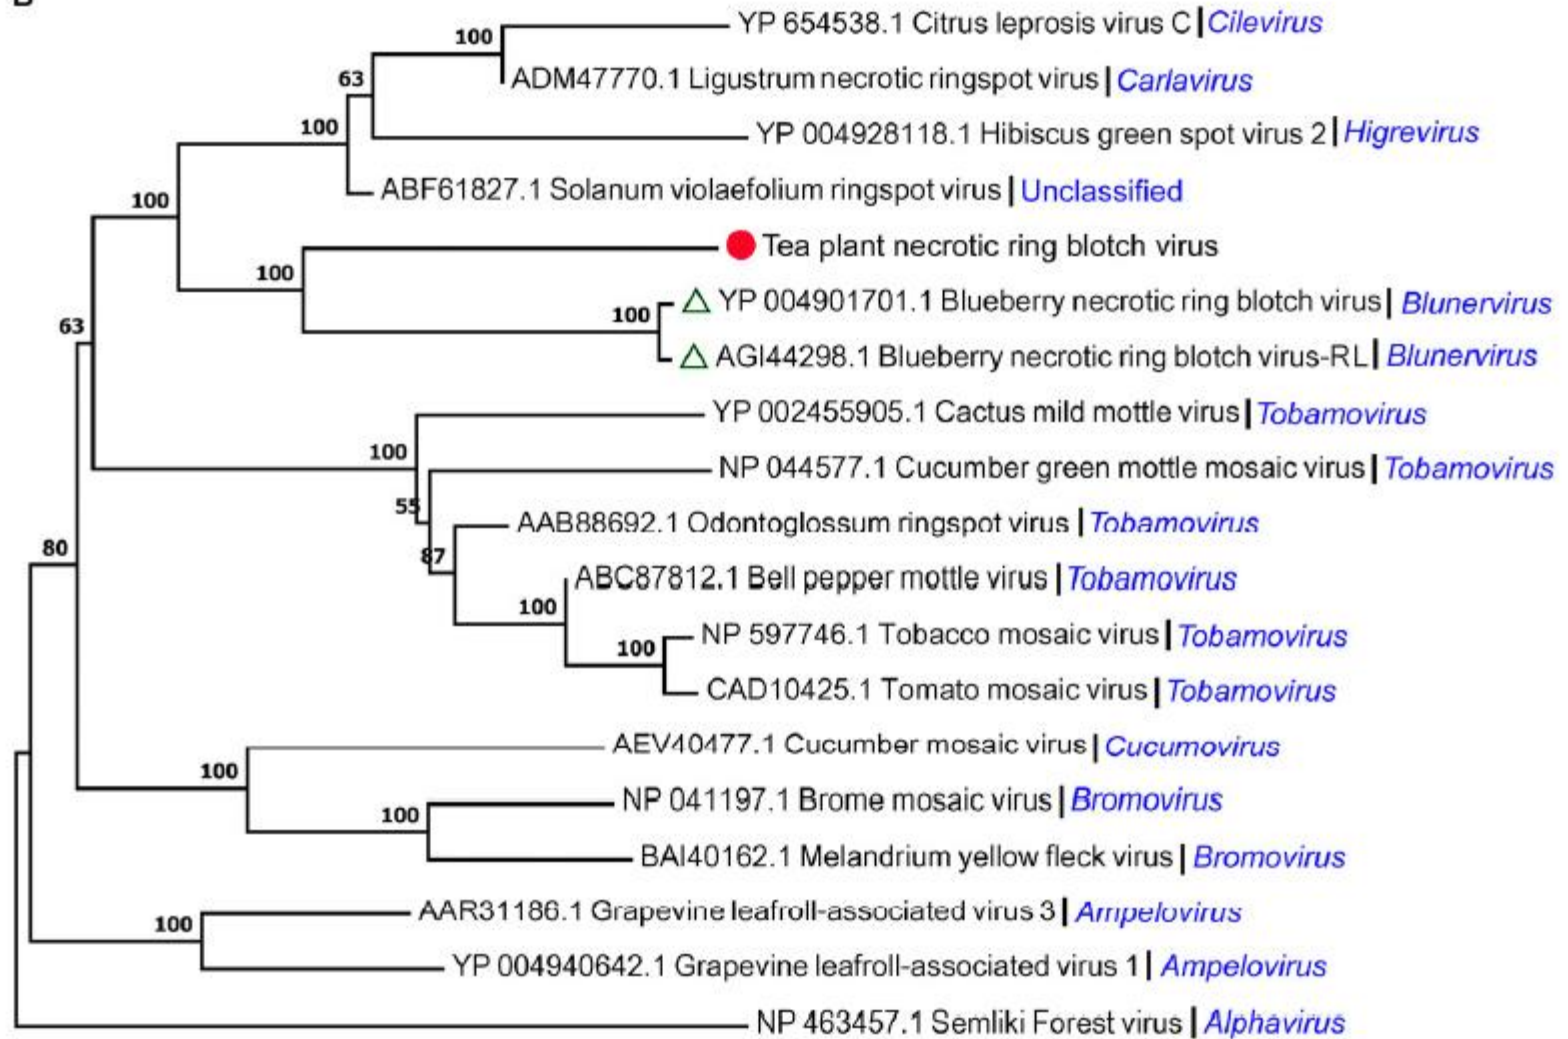 100
YP 654538.1 Citrus leprosis virus C|Cilevirus
63
ADM47770.1 Ligustrum necrotic ringspot virus|Carlavirus
100
YP 004928118.1 Hibiscus green spot virus 2|Higrevirus
100
ABF61827.1 Solanum violaefolium ringspot virus|Unclassified
Tea plant necrotic ring blotch virus
100
YP 004901701.1 Blueberry necrotic ring blotch virus|Blunervirus
63
100
AGI44298.1 Blueberry necrotic ring blotch virus-RL|Blunervirus
YP 002455905.1 Cactus mild mottle virus|Tobamovirus
100
NP 044577.1 Cucumber green mottle mosaic virus|Tobamovirus
55
AAB88692.1 Odontoglossum ringspot virus|Tobamovirus
80
87
ABC87812.1 Bell pepper mottle virus|Tobamovirus
100
NP 597746.1 Tobacco mosaic virus|Tobamovirus
100
CAD10425.1 Tomato mosaic virus|Tobamovirus
AEV40477.1 Cucumber mosaic virus|Cucumovirus
100
NP 041197.1 Brome mosaic virus|Bromovirus
100
BAI40162.1 Melandrium yellow fleck virus|Bromovirus
AAR31186.1 Grapevine leafroll-associated virus 3|Ampelovirus
100
YP 004940642.1 Grapevine leafroll-associated virus 1|Ampelovirus
NP 463457.1 Semliki Forest virus|Alphavirus